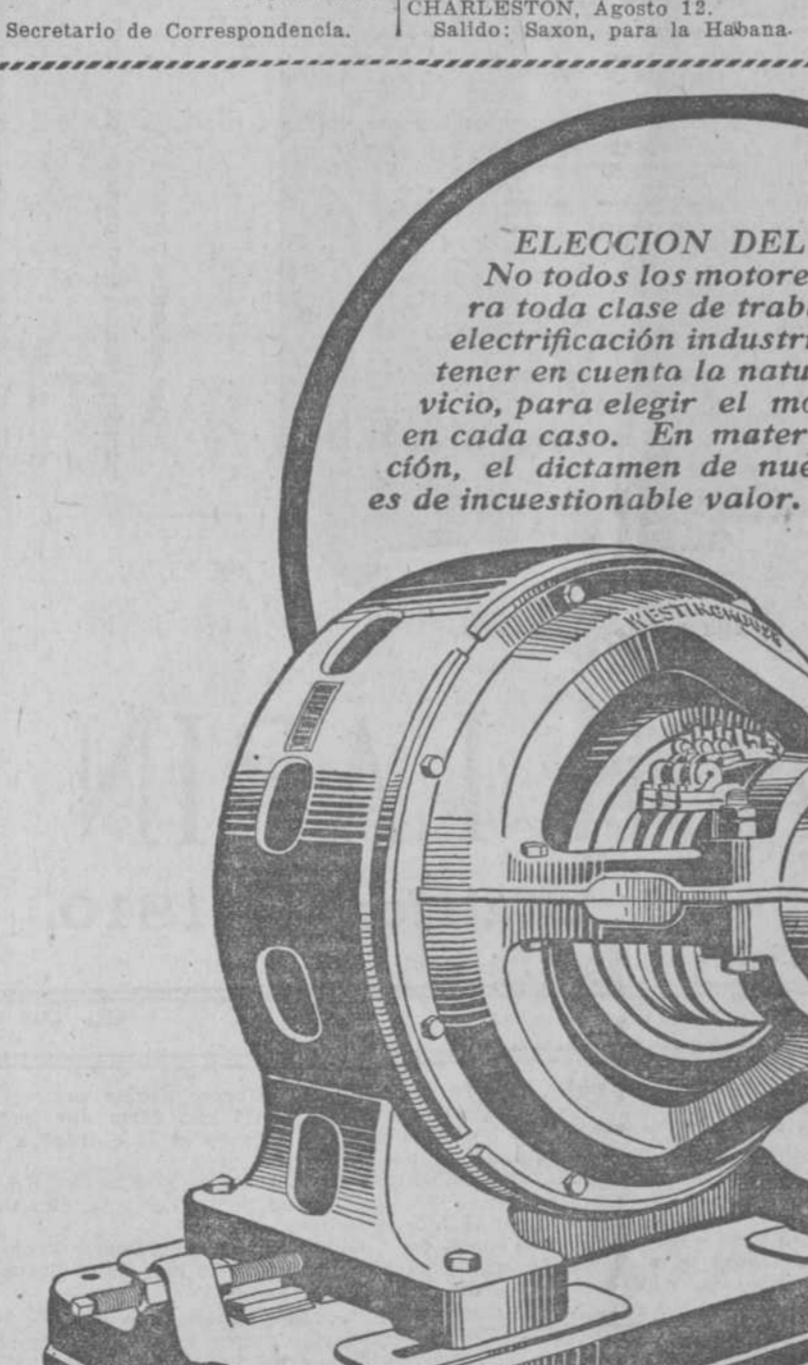 Secretario de Correspondencia.
CHARLESTON, Agosto 12.
Salido: Saxon, para la Habana.
ELECCION DEL
No todos los motore
ra toda clase de trab
electrificación industri
tener en cuenta la natu
vicio, para elegir el mo
en cada caso. En mater
ción, el dictamen de nue
es de incuestionable valor.
WESTINGHOUSE